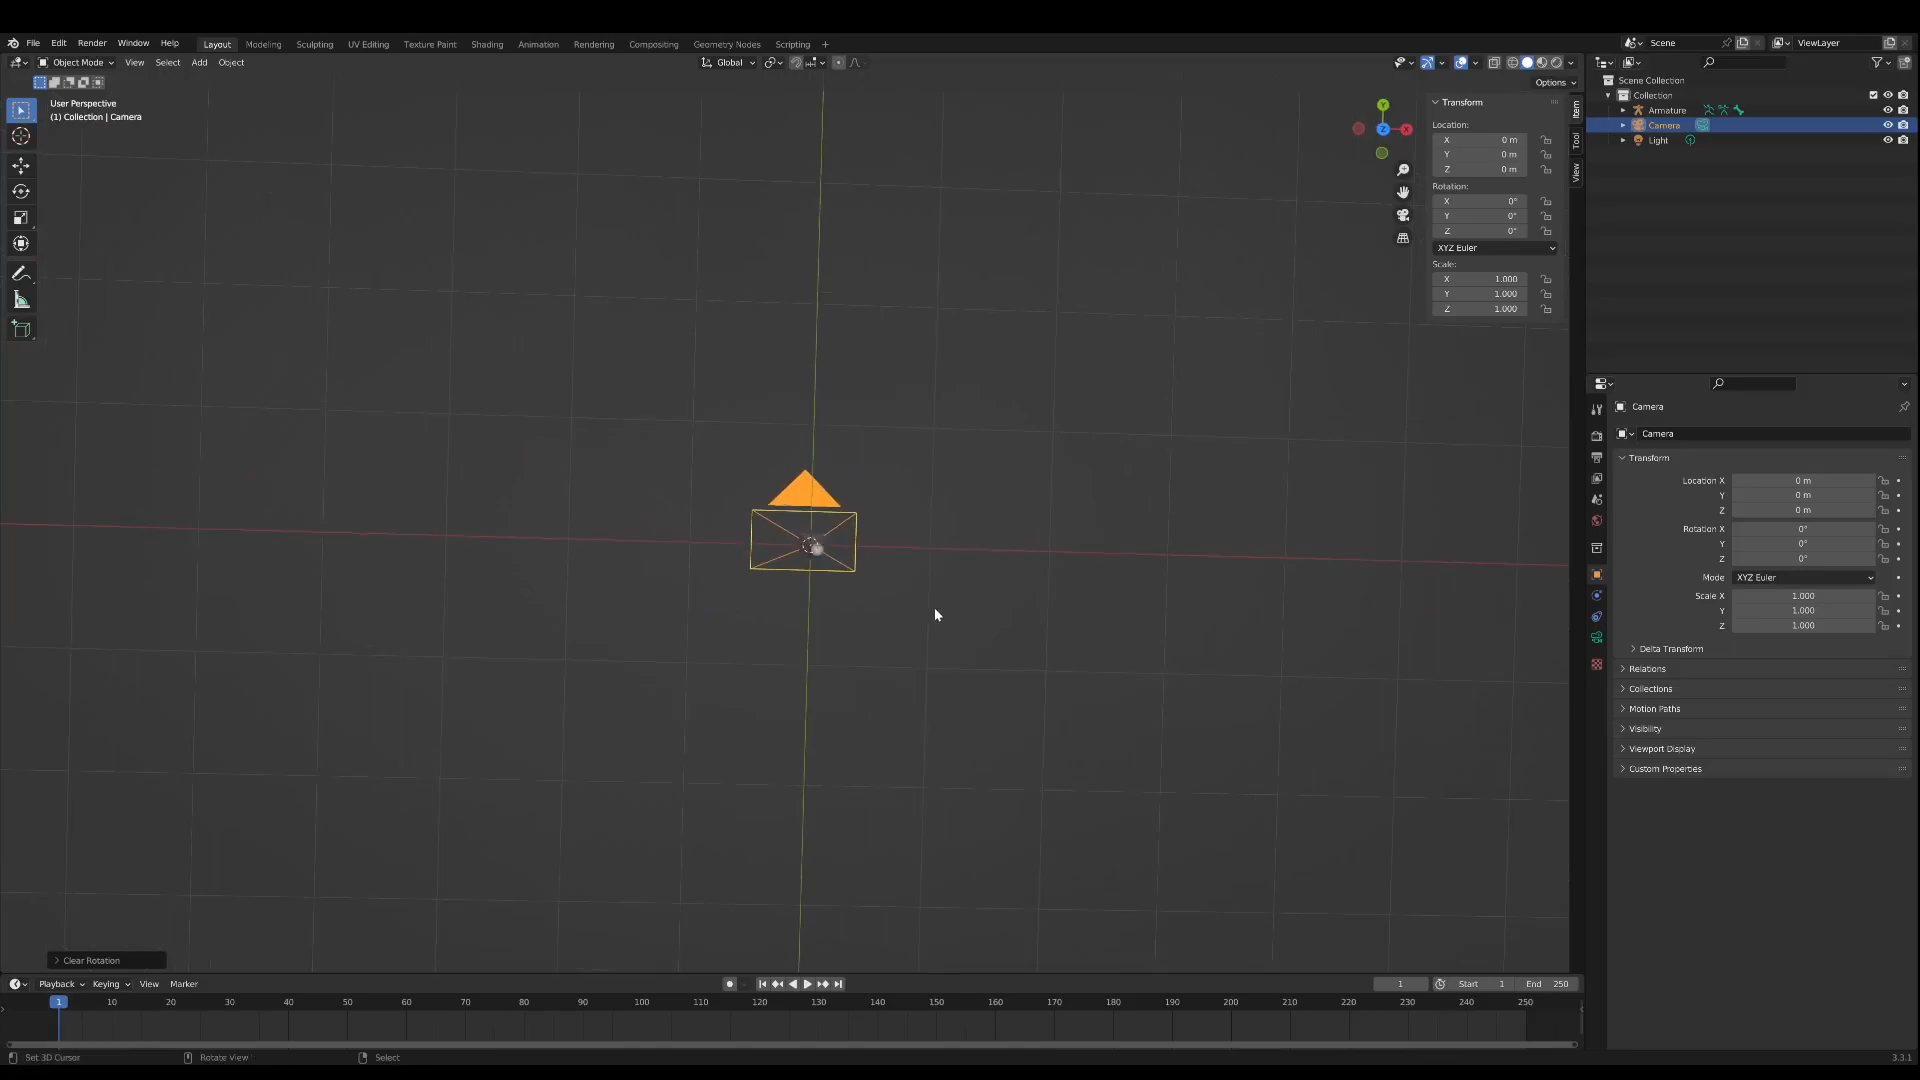 File Edit Render Window Help Layout Modeling Sculpting UV Editing Texture Paint Shading Animation Rendering Compositing Geometry Nodes Scripting + Scene ViewLayer
Object Mode View Select Add Object Global
Options
User Perspective
(1) Collection | Camera
Y
X
Z
Transform
Location:
X 0 m
Y 0 m
Z 0 m
Rotation:
X 0°
Y 0°
Z 0°
XYZ Euler
Scale:
X 1.000
Y 1.000
Z 1.000
Item
Tool
View
Scene Collection
Collection
Armature
Camera
Light
Camera
Camera
Transform
Location X 0 m
Y 0 m
Z 0 m
Rotation X 0°
Y 0°
Z 0°
Mode XYZ Euler
Scale X 1.000
Y 1.000
Z 1.000
Delta Transform
Relations
Collections
Motion Paths
Visibility
Viewport Display
Custom Properties
Clear Rotation
Playback Keying View Marker 1 Start 1 End 250
1 10 20 30 40 50 60 70 80 90 100 110 120 130 140 150 160 170 180 190 200 210 220 230 240 250
Set 3D Cursor Rotate View Select 3.3.1